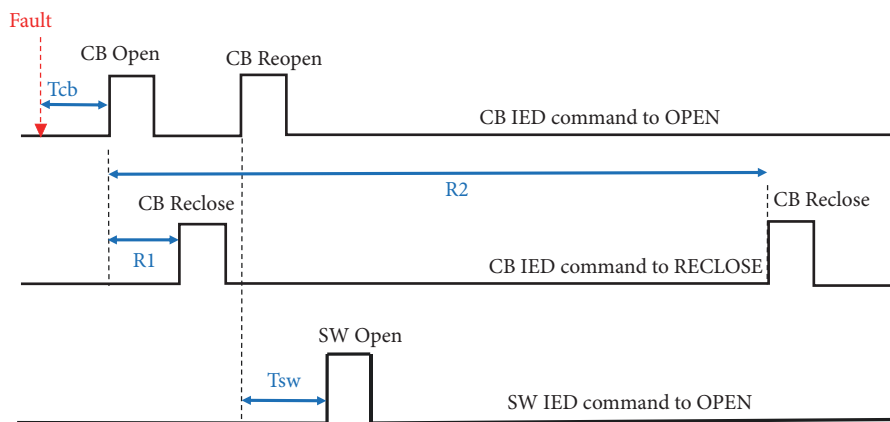 Fault
CB Open
CB Reopen
Tcb
CB IED command to OPEN
R2
CB Reclose
CB Reclose
R1
CB IED command to RECLOSE
SW Open
Tsw
SW IED command to OPEN